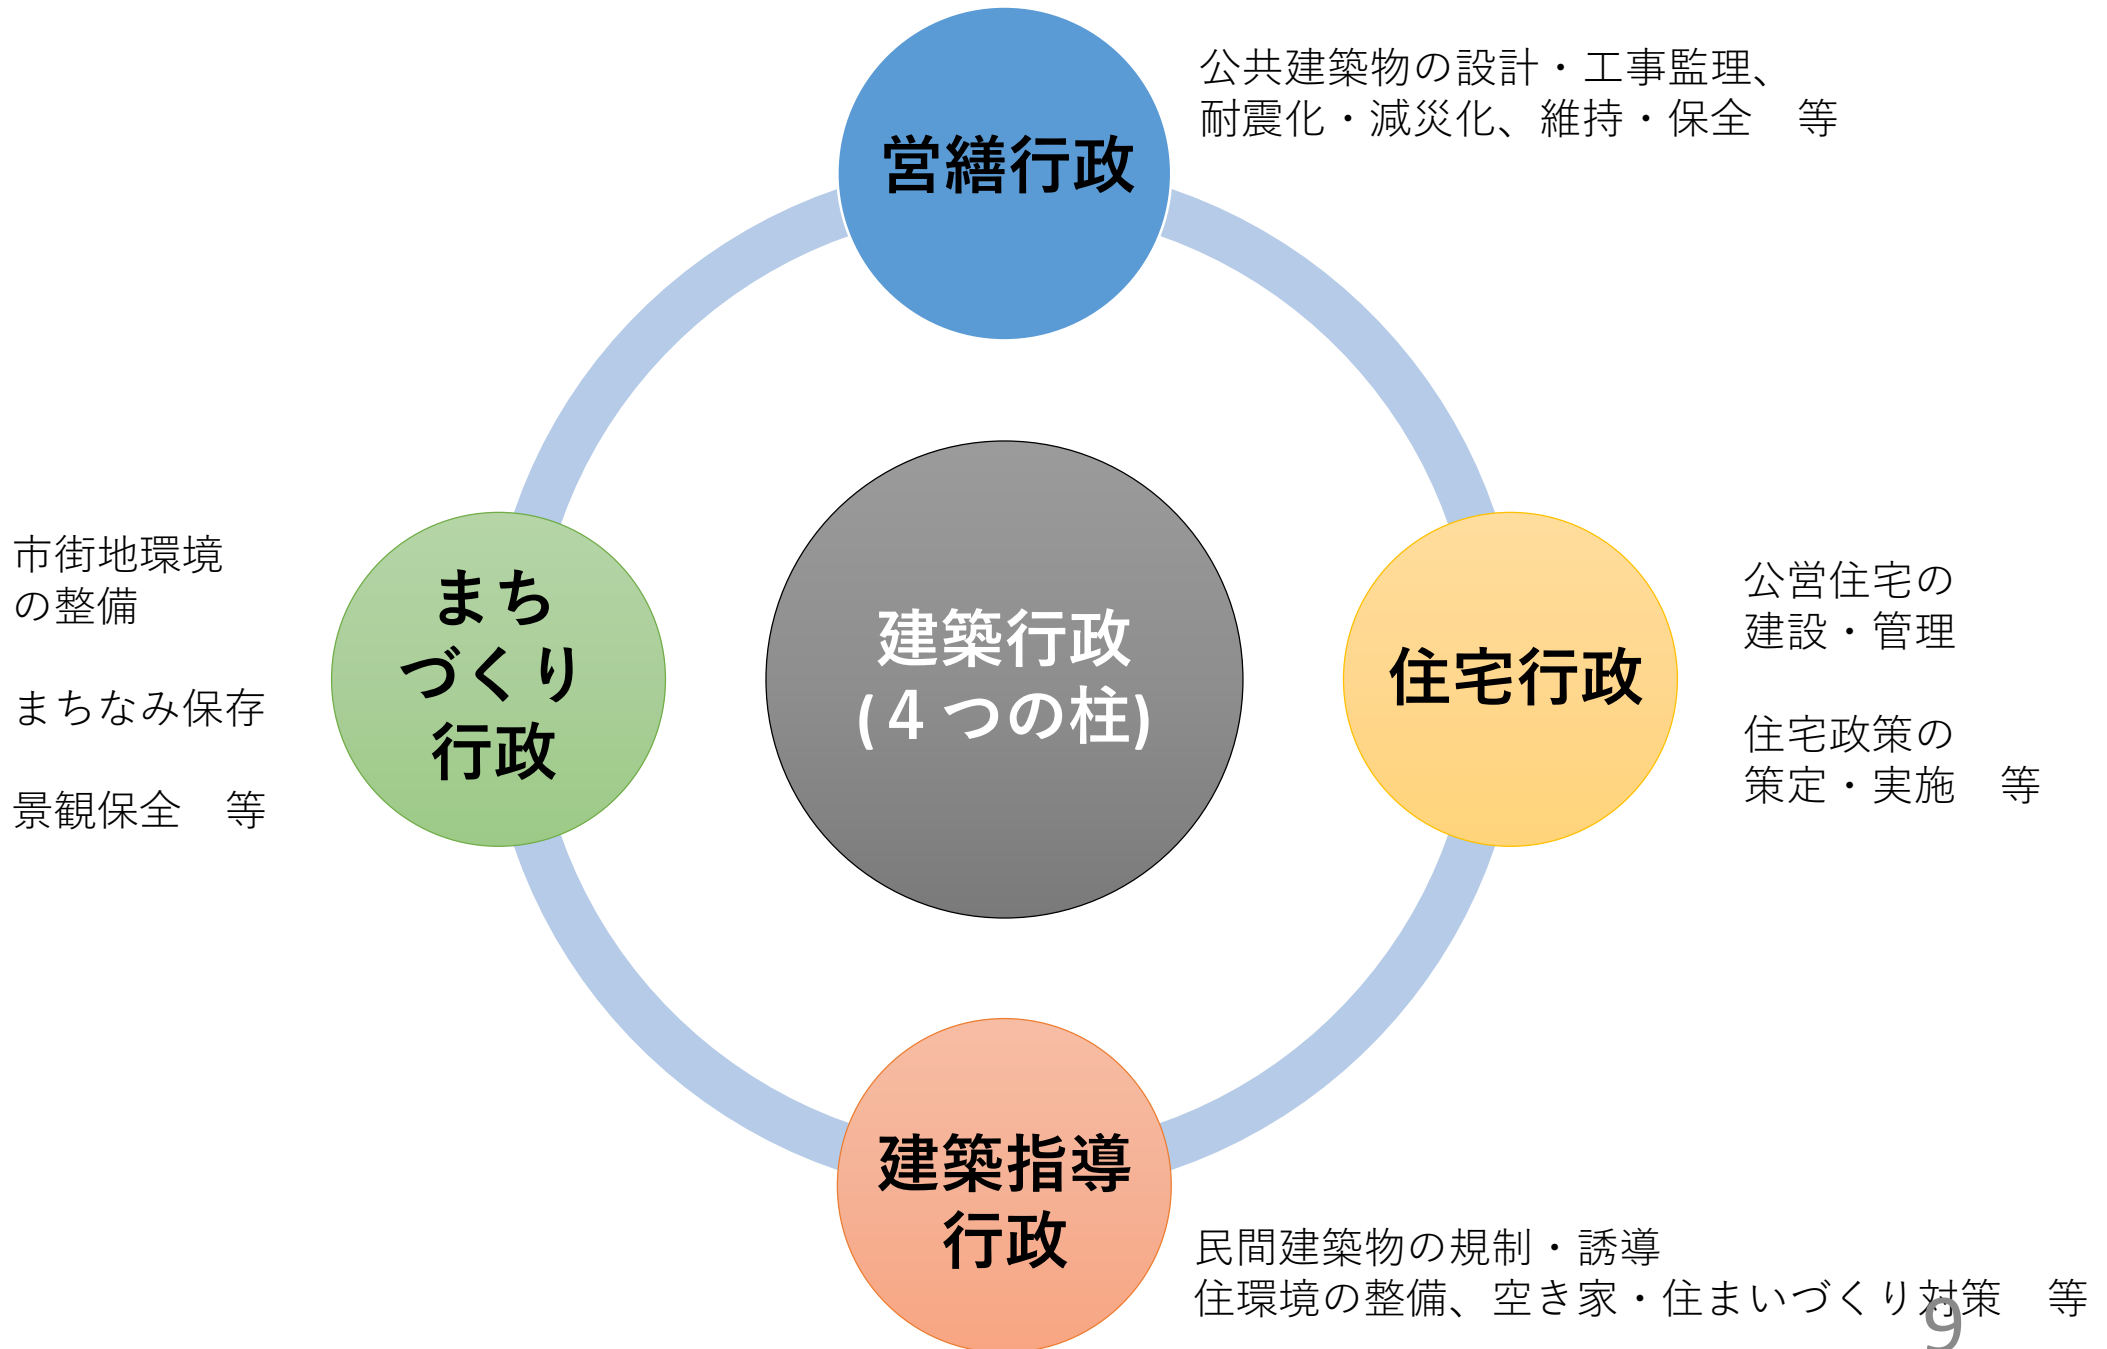 営繕行政
公共建築物の設計・工事監理、
耐震化・減災化、維持・保全　等
市街地環境
の整備
まちなみ保存
景観保全　等
まち
づくり
行政
建築行政
(４つの柱)
住宅行政
公営住宅の
建設・管理
住宅政策の
策定・実施　等
建築指導
行政
民間建築物の規制・誘導
住環境の整備、空き家・住まいづくり対策　等
9